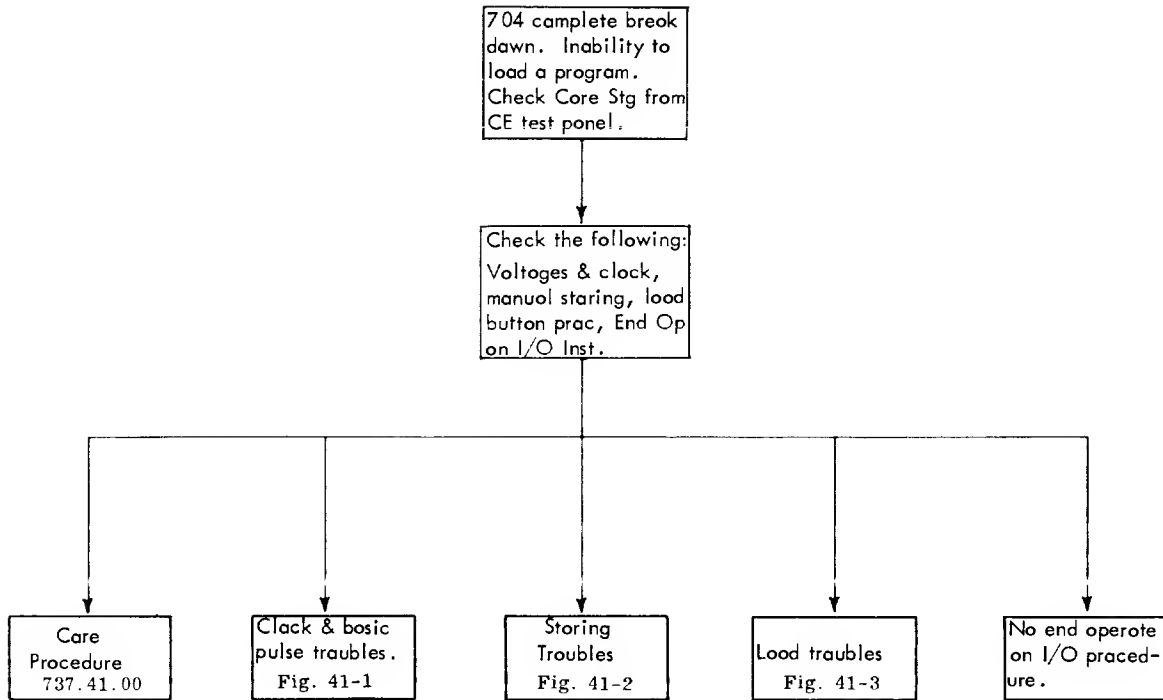 704 camplete break
dawn. Inability to
load a program.
Check Core Stg from
CE test ponel.
Check the following:
Voltoges & clock,
manuol staring, lood
button prac, End Op
on I/O Inst.
Care
Procedure
737.41.00
Clack & bosic
pulse traubles.
Fig. 41-1
Storing
Troubles
Fig. 41-2
Lood traubles
Fig. 41-3
No end operote
on I/O praced-
ure.